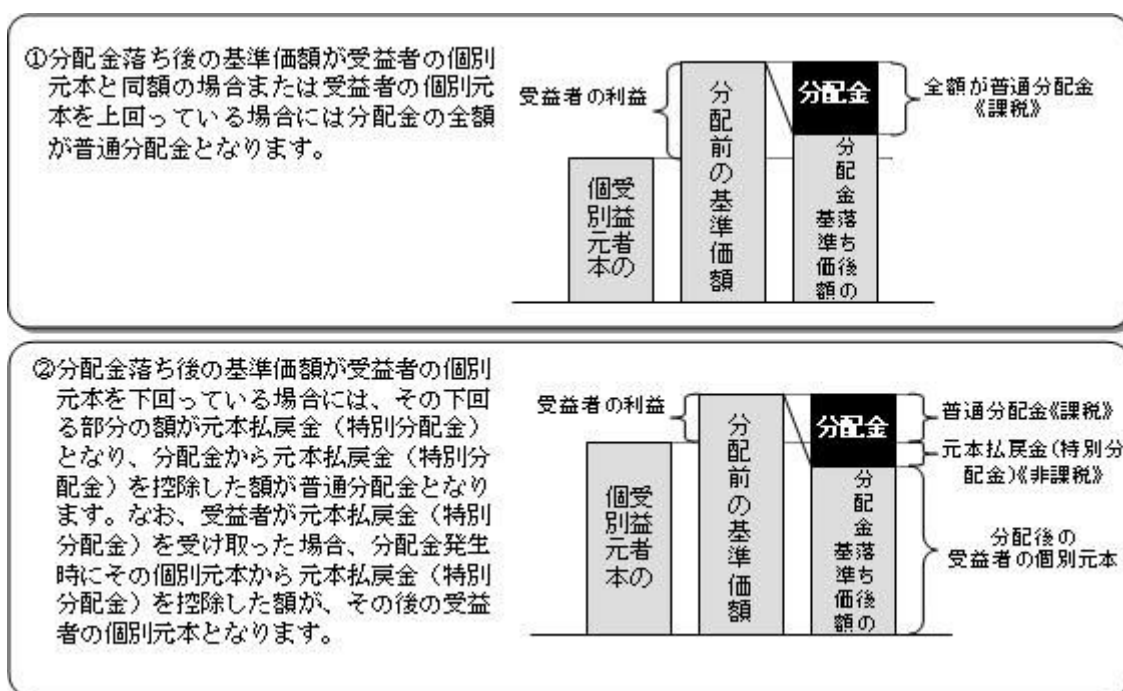 ①分配金落ち後の基準価額が受益者の個別
元本と同額の場合または受益者の個別元
本を上回っている場合には分配金の全額
が普通分配金となります。
受益者の利益
受益者の
個別元本
分配前の基準価額
分配金
分配金落ち後の
基準価額
全額が普通分配金
《課税》
②分配金落ち後の基準価額が受益者の個別
元本を下回っている場合には、その下回
る部分の額が元本払戻金（特別分配金）
となり、分配金から元本払戻金（特別分
配金）を控除した額が普通分配金となり
ます。なお、受益者が元本払戻金（特別
分配金）を受け取った場合、分配金発生
時にその個別元本から元本払戻金（特別
分配金）を控除した額が、その後の受益
者の個別元本となります。
受益者の利益
受益者の
個別元本
分配前の基準価額
分配金
分配金落ち後の
基準価額
普通分配金《課税》
元本払戻金(特別分
配金)《非課税》
分配後の
受益者の個別元本